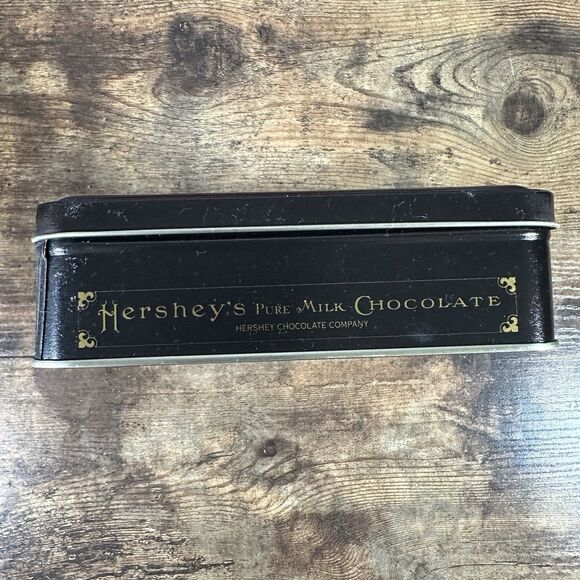 Hershey's Pure Milk Chocolate
HERSHEY CHOCOLATE COMPANY